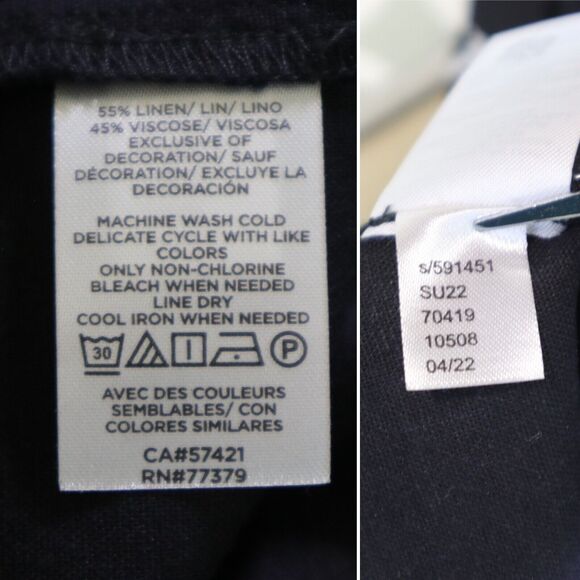 55% LINEN/ LIN/ LINO
45% VISCOSE/ VISCOSA
EXCLUSIVE OF
DECORATION/ SAUF
DÉCORATION/ EXCLUYE LA
DECORACIÓN
MACHINE WASH COLD
DELICATE CYCLE WITH LIKE
COLORS
ONLY NON-CHLORINE
BLEACH WHEN NEEDED
LINE DRY
COOL IRON WHEN NEEDED
30 P
AVEC DES COULEURS
SEMBLABLES/ CON
COLORES SIMILARES
CA#57421
RN#77379
s/591451
SU22
70419
10508
04/22